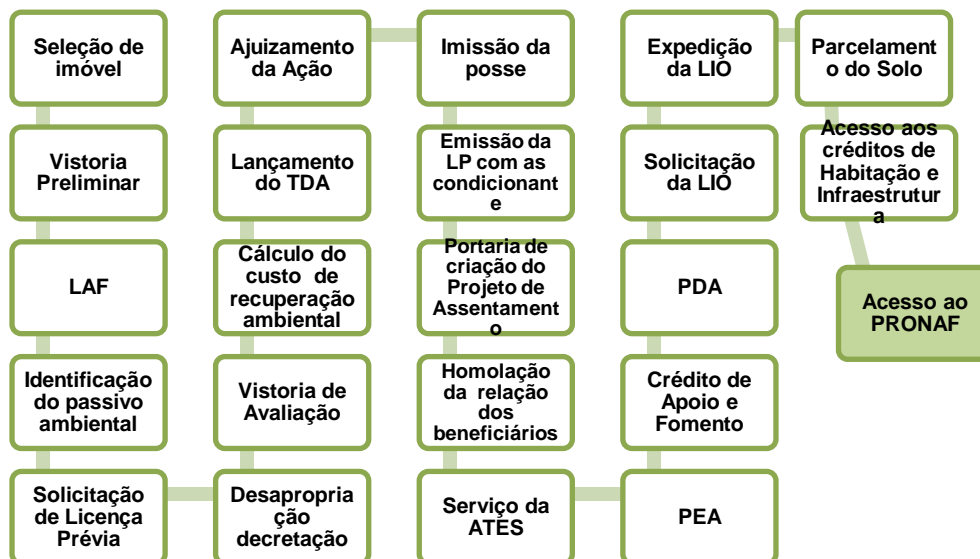 Seleção de
imóvel
Vistoria
Preliminar
LAF
Identificação
do passivo
ambiental
Solicitação
de Licença
Prévia
Desapropria
ção
decretação
Vistoria de
Avaliação
Cálculo do
custo de
recuperação
ambiental
Lançamento
do TDA
Ajuizamento
da Ação
Imissão da
posse
Emissão da
LP com as
condicionant
e
Portaria de
criação do
Projeto de
Assentament
o
Homolação
da relação
dos
beneficiários
Serviço da
ATES
PEA
Crédito de
Apoio e
Fomento
PDA
Solicitação
da LIO
Expedição
da LIO
Parcelament
o do Solo
Acesso aos
créditos de
Habitação e
Infraestrutur
a
Acesso ao
PRONAF